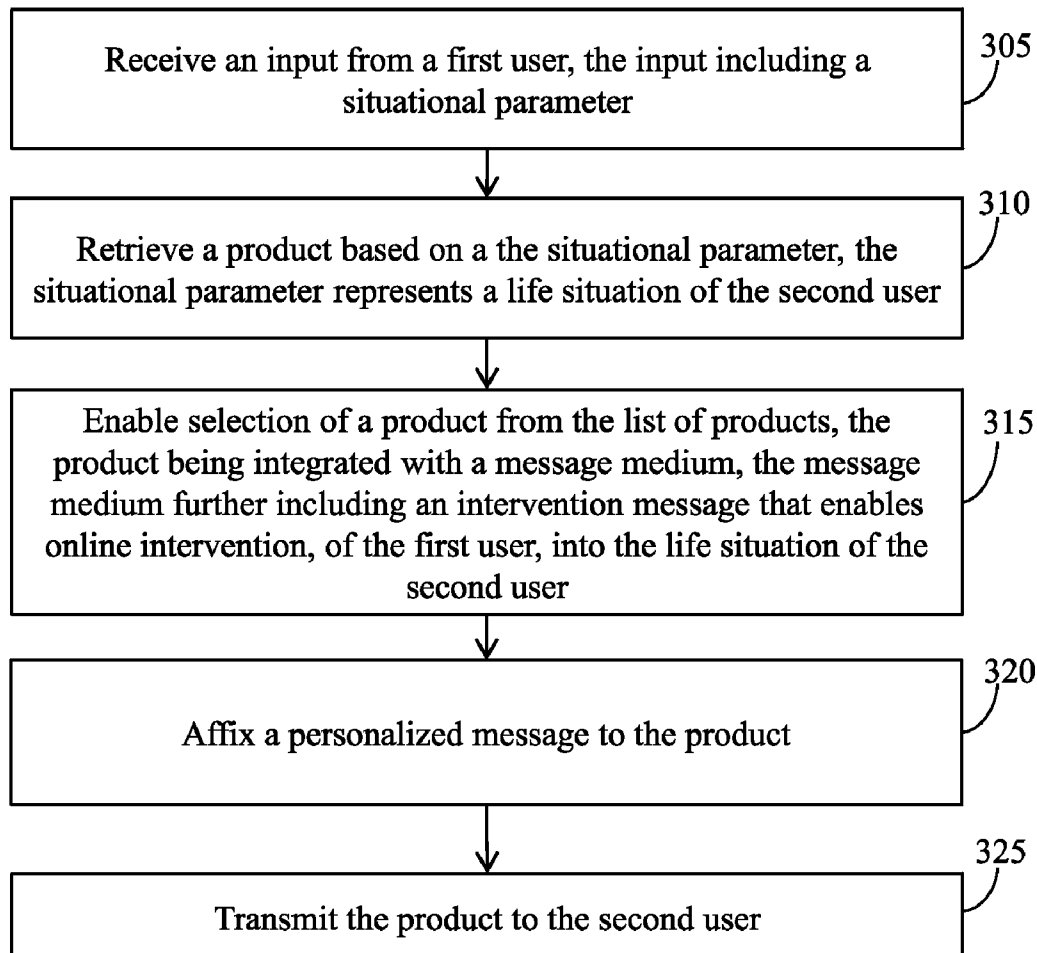 Receive an input from a first user, the input including a
situational parameter
305
Retrieve a product based on a the situational parameter, the
situational parameter represents a life situation of the second user
310
Enable selection of a product from the list of products, the
product being integrated with a message medium, the message
medium further including an intervention message that enables
online intervention, of the first user, into the life situation of the
second user
315
Affix a personalized message to the product
320
Transmit the product to the second user
325